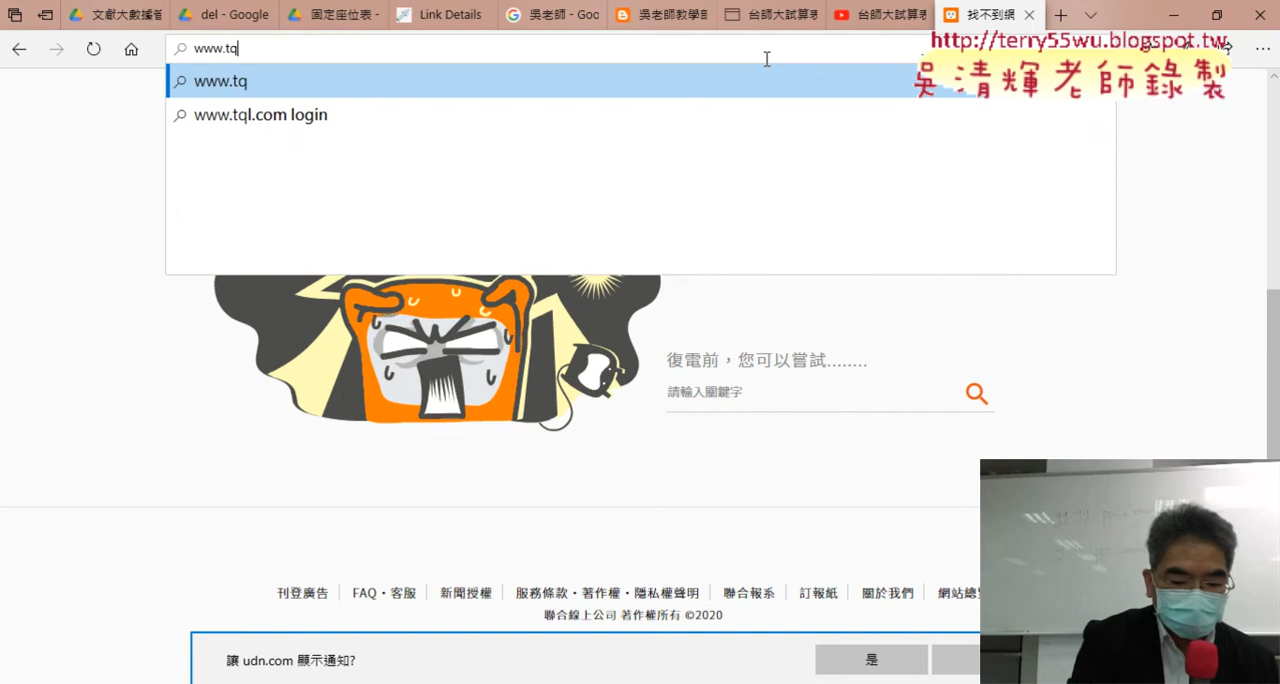 文獻大數據管
del - Google
固定座位表 -
Link Details
吳老師 - Goo
吳老師教學部
台師大試算表
台師大試算表
找不到網
www.tq
http://terry55wu.blogspot.tw
吳清輝老師錄製
www.tq
www.tql.com login
復電前，您可以嘗試........
請輸入關鍵字
刊登廣告
FAQ・客服
新聞授權
服務條款・著作權・隱私權聲明
聯合報系
訂報紙
關於我們
網站總
聯合線上公司 著作權所有 ©2020
讓 udn.com 顯示通知?
是